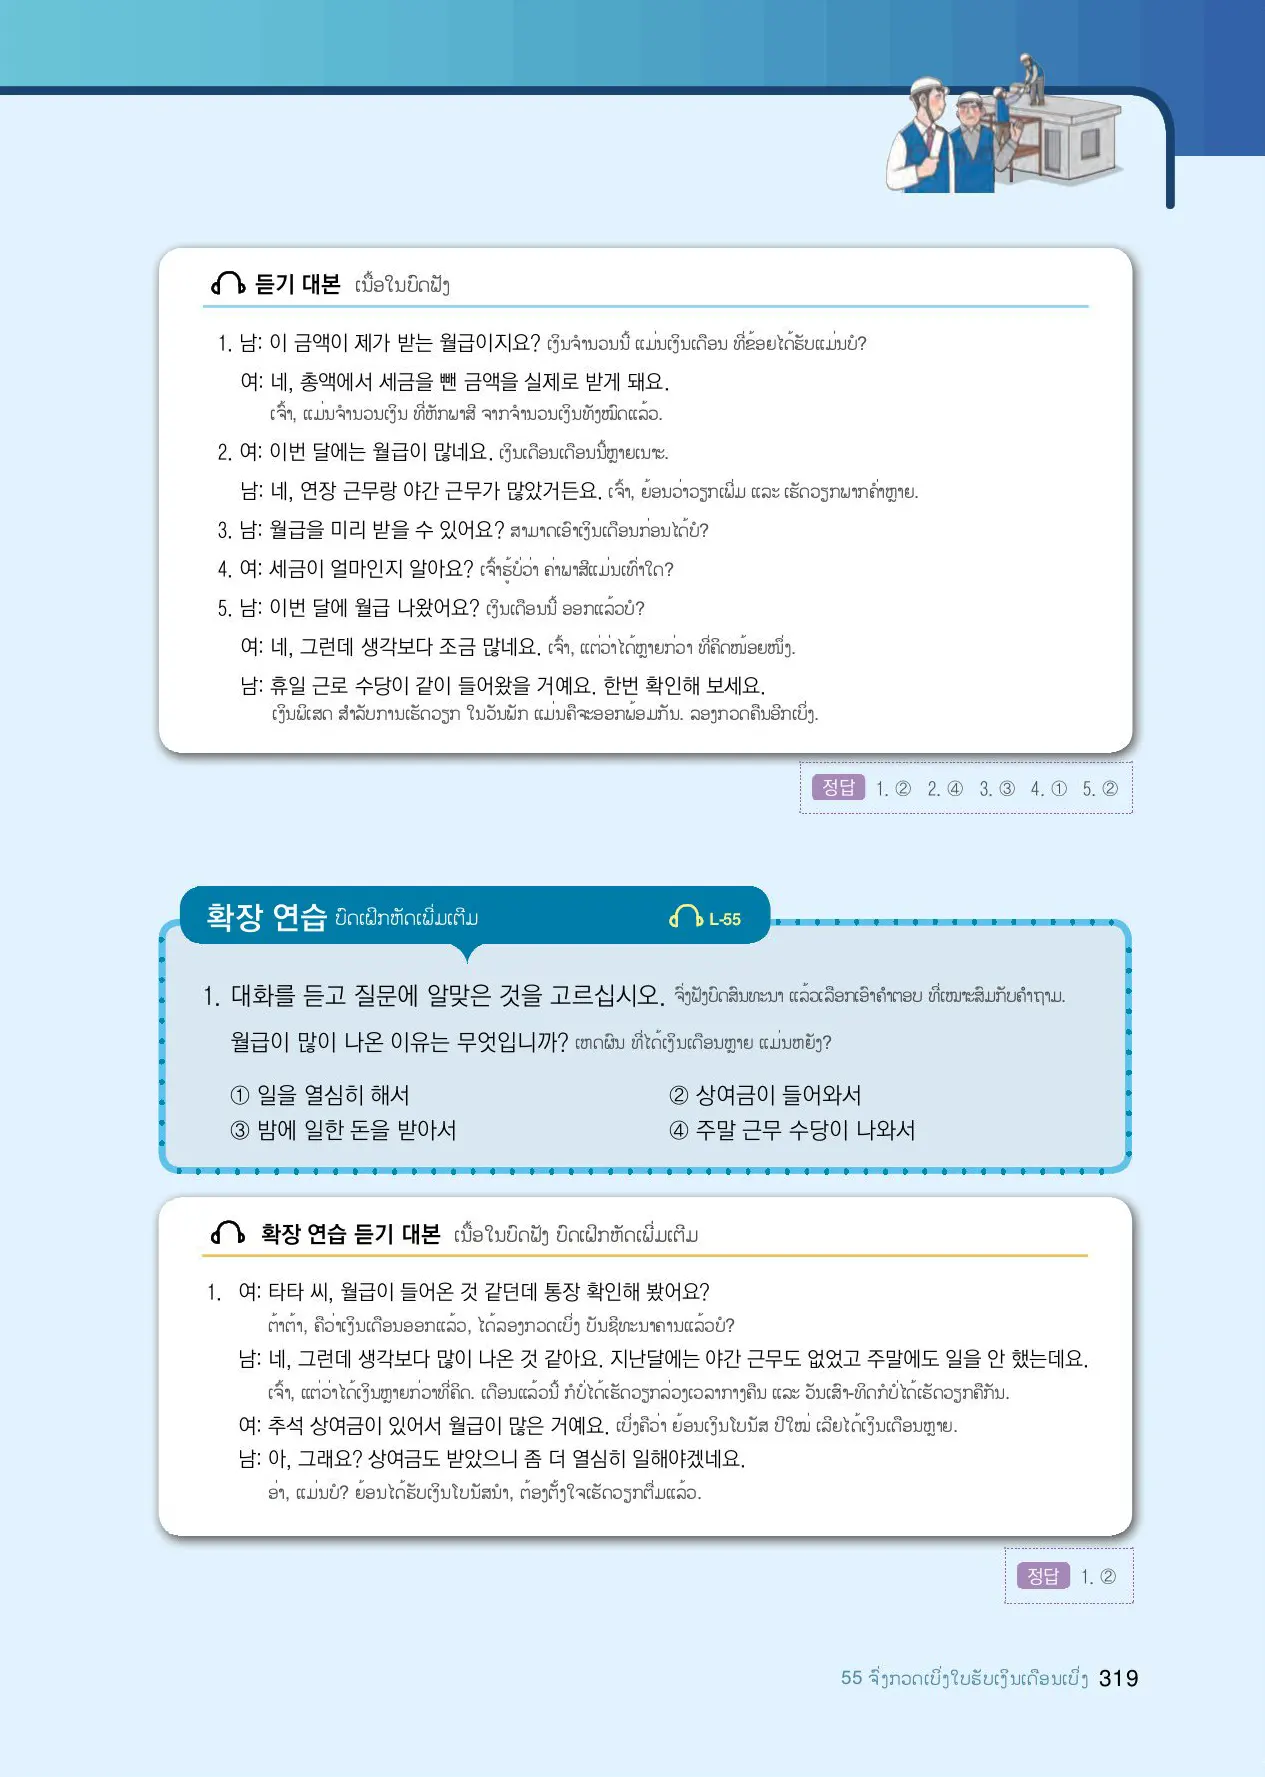 듣기 대본 ເນື້ອໃນບົດຟັງ
1. 남: 이 금액이 제가 받는 월급이지요? ເງິນຈຳນວນນີ້ ແມ່ນເງິນເດືອນ ທີ່ຂ້ອຍໄດ້ຮັບແມ່ນບໍ?
여: 네, 총액에서 세금을 뺀 금액을 실제로 받게 돼요.
ເຈົ້າ, ແມ່ນຈຳນວນເງິນ ທີ່ຫັກພາສີ ຈາກຈຳນວນເງິນທັງໝົດແລ້ວ.
2. 여: 이번 달에는 월급이 많네요. ເງິນເດືອນເດືອນນີ້ຫຼາຍເນາະ.
남: 네, 연장 근무랑 야간 근무가 많았거든요. ເຈົ້າ, ຍ້ອນວ່າວຽກເພີ່ມ ແລະ ເຮັດວຽກພາກຄ່ຳຫຼາຍ.
3. 남: 월급을 미리 받을 수 있어요? ສາມາດເອົາເງິນເດືອນກ່ອນໄດ້ບໍ?
4. 여: 세금이 얼마인지 알아요? ເຈົ້າຮູ້ບໍ່ວ່າ ຄ່າພາສີແມ່ນເທົ່າໃດ?
5. 남: 이번 달에 월급 나왔어요? ເງິນເດືອນນີ້ ອອກແລ້ວບໍ?
여: 네, 그런데 생각보다 조금 많네요. ເຈົ້າ, ແຕ່ວ່າໄດ້ຫຼາຍກ່ວາ ທີ່ຄິດໜ້ອຍໜຶ່ງ.
남: 휴일 근로 수당이 같이 들어왔을 거예요. 한번 확인해 보세요.
ເງິນພິເສດ ສຳລັບການເຮັດວຽກ ໃນວັນພັກ ແມ່ນຄືຈະອອກພ້ອມກັນ. ລອງກວດຄືນອີກເບິ່ງ.
정답 1. ② 2. ④ 3. ③ 4. ① 5. ②
확장 연습 ບົດເຝິກຫັດເພີ່ມເຕີມ L-55
1. 대화를 듣고 질문에 알맞은 것을 고르십시오. ຈົ່ງຟັງບົດສົນທະນາ ແລ້ວເລືອກເອົາຄຳຕອບ ທີ່ເໝາະສົມກັບຄຳຖາມ.
월급이 많이 나온 이유는 무엇입니까? ເຫດຜົນ ທີ່ໄດ້ເງິນເດືອນຫຼາຍ ແມ່ນຫຍັງ?
① 일을 열심히 해서 ② 상여금이 들어와서
③ 밤에 일한 돈을 받아서 ④ 주말 근무 수당이 나와서
확장 연습 듣기 대본 ເນື້ອໃນບົດຟັງ ບົດເຝິກຫັດເພີ່ມເຕີມ
1. 여: 타타 씨, 월급이 들어온 것 같던데 통장 확인해 봤어요?
ຕ້າຕ້າ, ຄືວ່າເງິນເດືອນອອກແລ້ວ, ໄດ້ລອງກວດເບິ່ງ ບັນຊີທະນາຄານແລ້ວບໍ?
남: 네, 그런데 생각보다 많이 나온 것 같아요. 지난달에는 야간 근무도 없었고 주말에도 일을 안 했는데요.
ເຈົ້າ, ແຕ່ວ່າໄດ້ເງິນຫຼາຍກ່ວາທີ່ຄິດ. ເດືອນແລ້ວນີ້ ກໍບໍ່ໄດ້ເຮັດວຽກລ່ວງເວລາກາງຄືນ ແລະ ວັນເສົາ-ທິດກໍບໍ່ໄດ້ເຮັດວຽກຄືກັນ.
여: 추석 상여금이 있어서 월급이 많은 거예요. ເບິ່ງຄືວ່າ ຍ້ອນເງິນໂບນັສ ປີໃໝ່ ເລີຍໄດ້ເງິນເດືອນຫຼາຍ.
남: 아, 그래요? 상여금도 받았으니 좀 더 열심히 일해야겠네요.
ອ່າ, ແມ່ນບໍ? ຍ້ອນໄດ້ຮັບເງິນໂບນັສນຳ, ຕ້ອງຕັ້ງໃຈເຮັດວຽກຕື່ມແລ້ວ.
정답 1. ②
55 ຈົ່ງກວດເບິ່ງໃບຮັບເງິນເດືອນເບິ່ງ 319